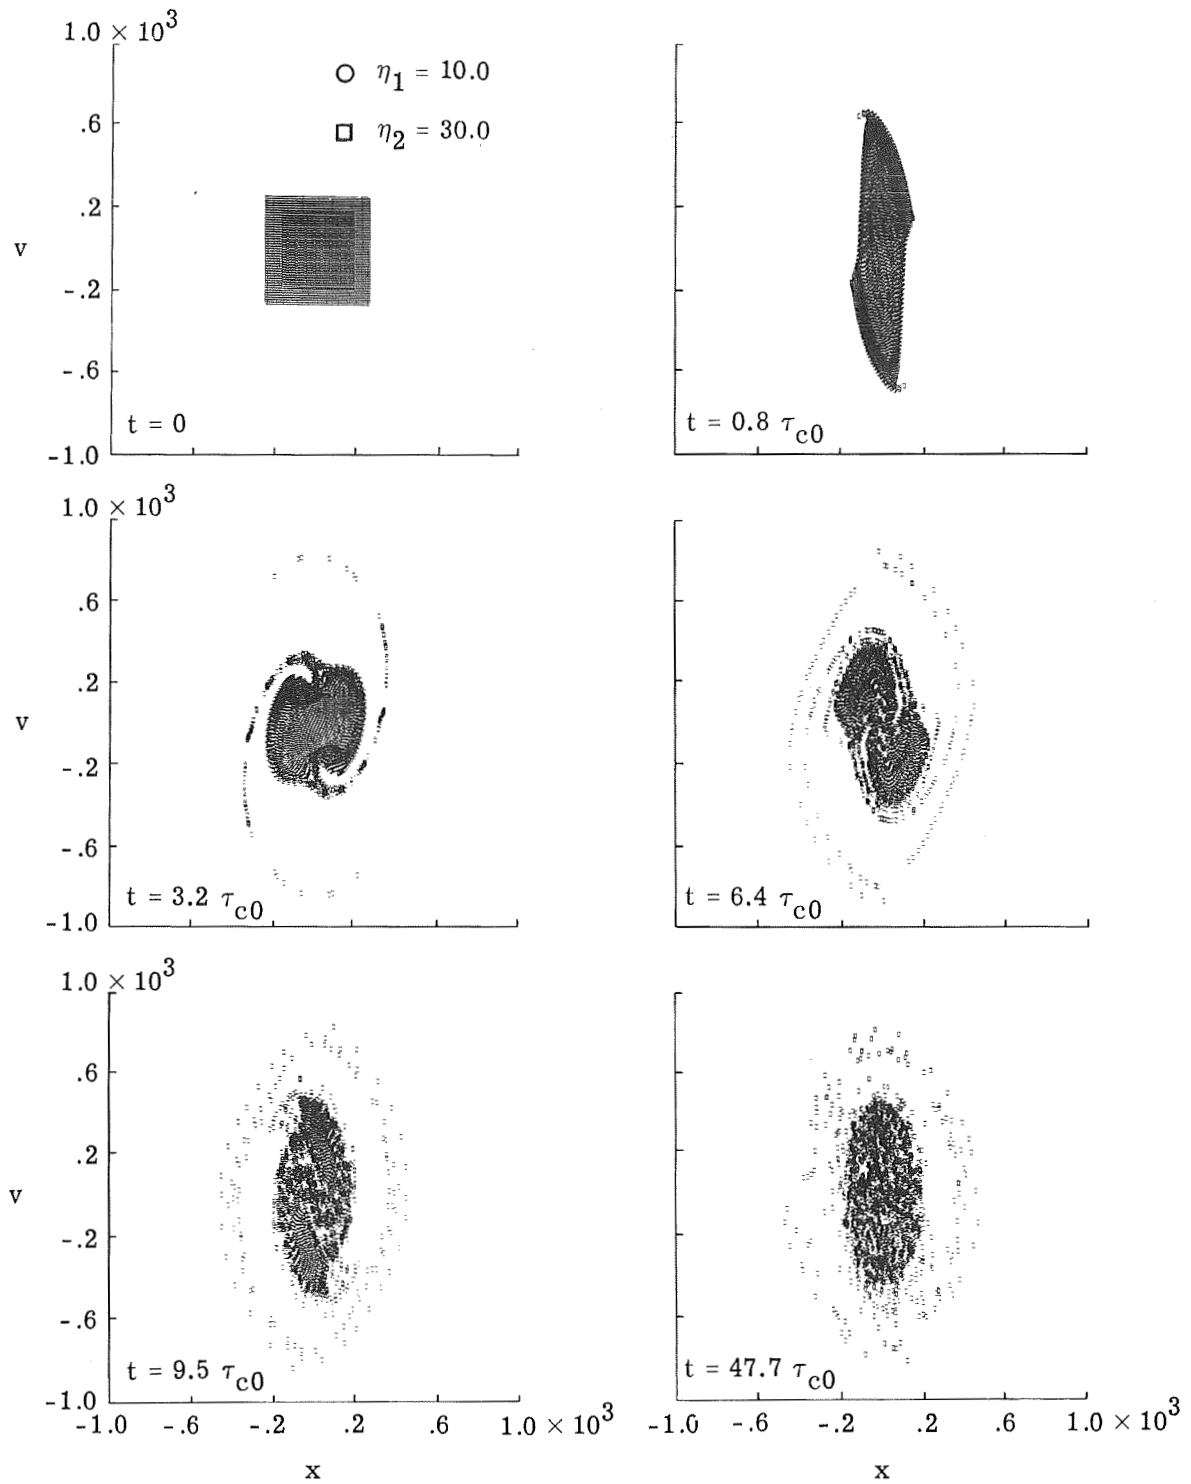 1.0 × 10³
○ η₁ = 10.0
□ η₂ = 30.0
.6
.2
v
-.2
-.6
t = 0
-1.0
t = 0.8 τc0
1.0 × 10³
.6
.2
v
-.2
-.6
t = 3.2 τc0
-1.0
t = 6.4 τc0
1.0 × 10³
.6
.2
v
-.2
-.6
t = 9.5 τc0
-1.0
t = 47.7 τc0
-1.0 -.6 -.2 .2 .6 1.0 × 10³
x
-1.0 -.6 -.2 .2 .6 1.0 × 10³
x